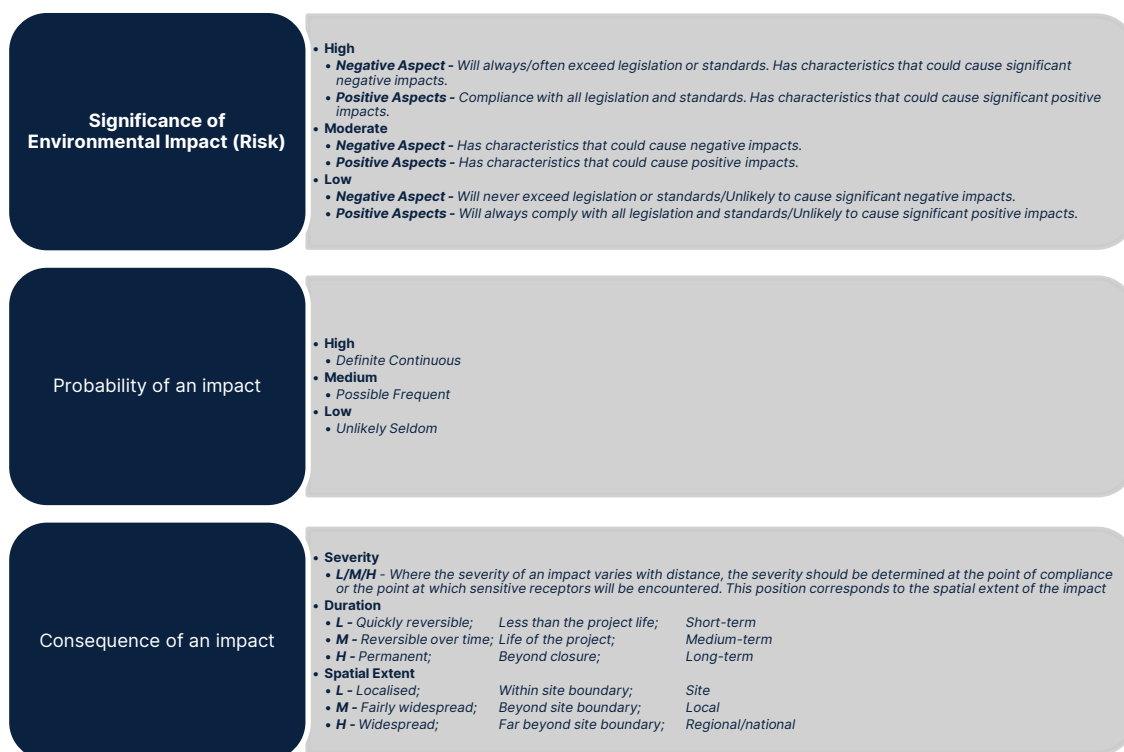 Significance of
Environmental Impact (Risk)
• High
• Negative Aspect - Will always/often exceed legislation or standards. Has characteristics that could cause significant
negative impacts.
• Positive Aspects - Compliance with all legislation and standards. Has characteristics that could cause significant positive
impacts.
• Moderate
• Negative Aspect - Has characteristics that could cause negative impacts.
• Positive Aspects - Has characteristics that could cause positive impacts.
• Low
• Negative Aspect - Will never exceed legislation or standards/Unlikely to cause significant negative impacts.
• Positive Aspects - Will always comply with all legislation and standards/Unlikely to cause significant positive impacts.
Probability of an impact
• High
• Definite Continuous
• Medium
• Possible Frequent
• Low
• Unlikely Seldom
Consequence of an impact
• Severity
• L/M/H - Where the severity of an impact varies with distance, the severity should be determined at the point of compliance
or the point at which sensitive receptors will be encountered. This position corresponds to the spatial extent of the impact
• Duration
• L - Quickly reversible; Less than the project life; Short-term
• M - Reversible over time; Life of the project; Medium-term
• H - Permanent; Beyond closure; Long-term
• Spatial Extent
• L - Localised; Within site boundary; Site
• M - Fairly widespread; Beyond site boundary; Local
• H - Widespread; Far beyond site boundary; Regional/national